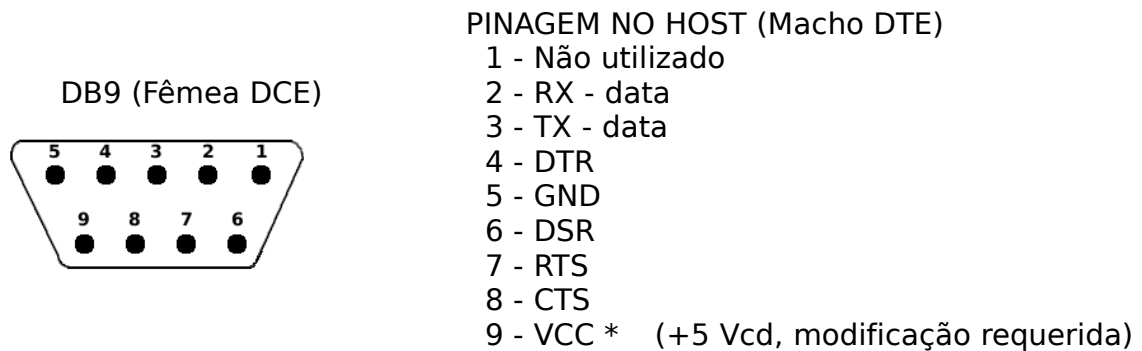 PINAGEM NO HOST (Macho DTE)
1 - Não utilizado
2 - RX - data
3 - TX - data
4 - DTR
5 - GND
6 - DSR
7 - RTS
8 - CTS
9 - VCC * (+5 Vcd, modificação requerida)
DB9 (Fêmea DCE)
5 4 3 2 1
9 8 7 6